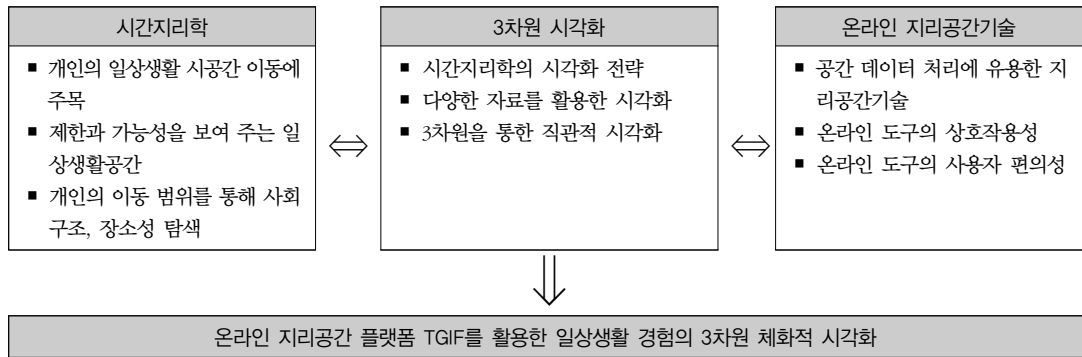 시간지리학
■ 개인의 일상생활 시공간 이동에
주목
■ 제한과 가능성을 보여 주는 일
상생활공간
■ 개인의 이동 범위를 통해 사회
구조, 장소성 탐색
3차원 시각화
■ 시간지리학의 시각화 전략
■ 다양한 자료를 활용한 시각화
■ 3차원을 통한 직관적 시각화
온라인 지리공간기술
■ 공간 데이터 처리에 유용한 지
리공간기술
■ 온라인 도구의 상호작용성
■ 온라인 도구의 사용자 편의성
온라인 지리공간 플랫폼 TGIF를 활용한 일상생활 경험의 3차원 체화적 시각화